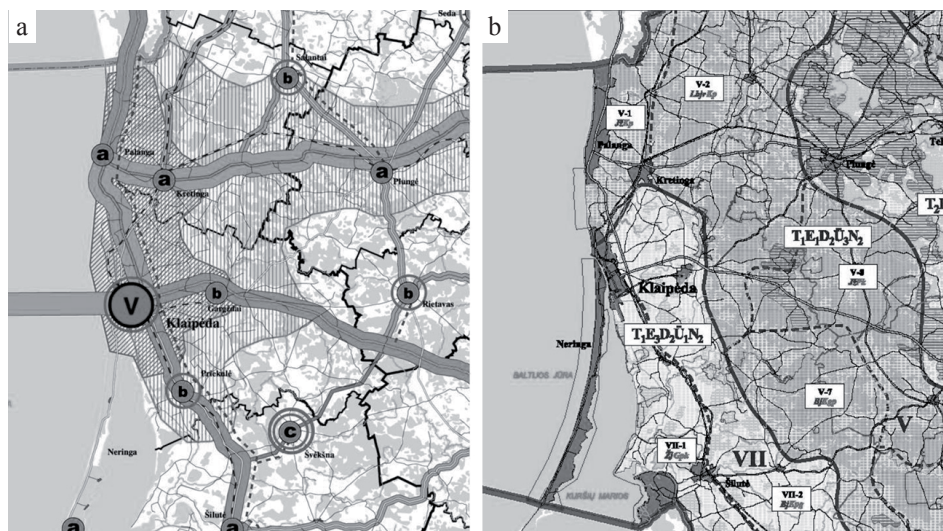 a
Seda
Salantai
b
Palanga
a
a
Kretinga
a
Plungė
V
Klaipėda
b
Gargždai
b
Rietavas
Priekulė
b
c
Švėkšna
Neringa
Šilutė
a
a
b
V-2
V-1
Palanga
Kretinga
Plungė
T₁E₁D₂Ū₃N₂
V-8
Klaipėda
T₁E₃D₂Ū₁N₂
Neringa
BALTIJOS JŪRA
V-7
V
VII-1
VII
Šilutė
VII-2
KURŠIŲ MARIOS